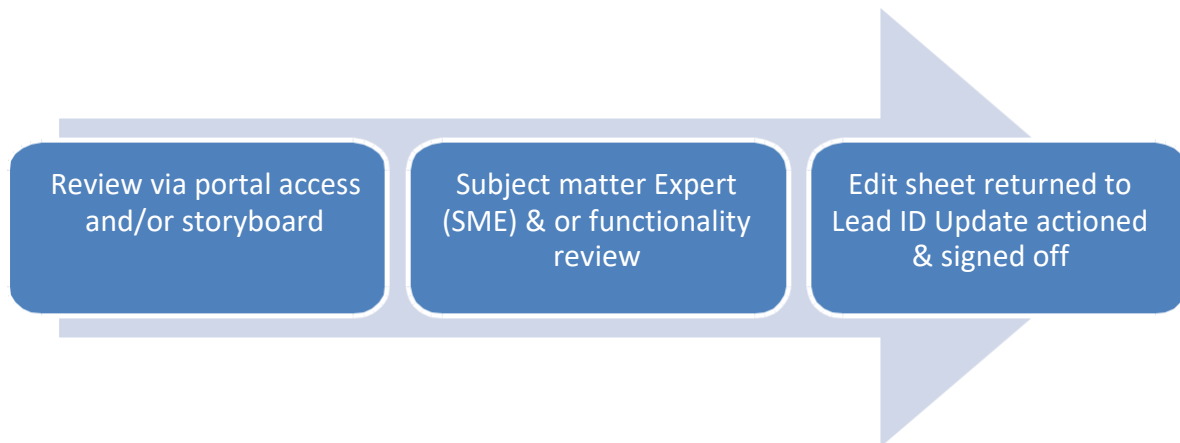 Review via portal access
and/or storyboard
Subject matter Expert
(SME) & or functionality
review
Edit sheet returned to
Lead ID Update actioned
& signed off